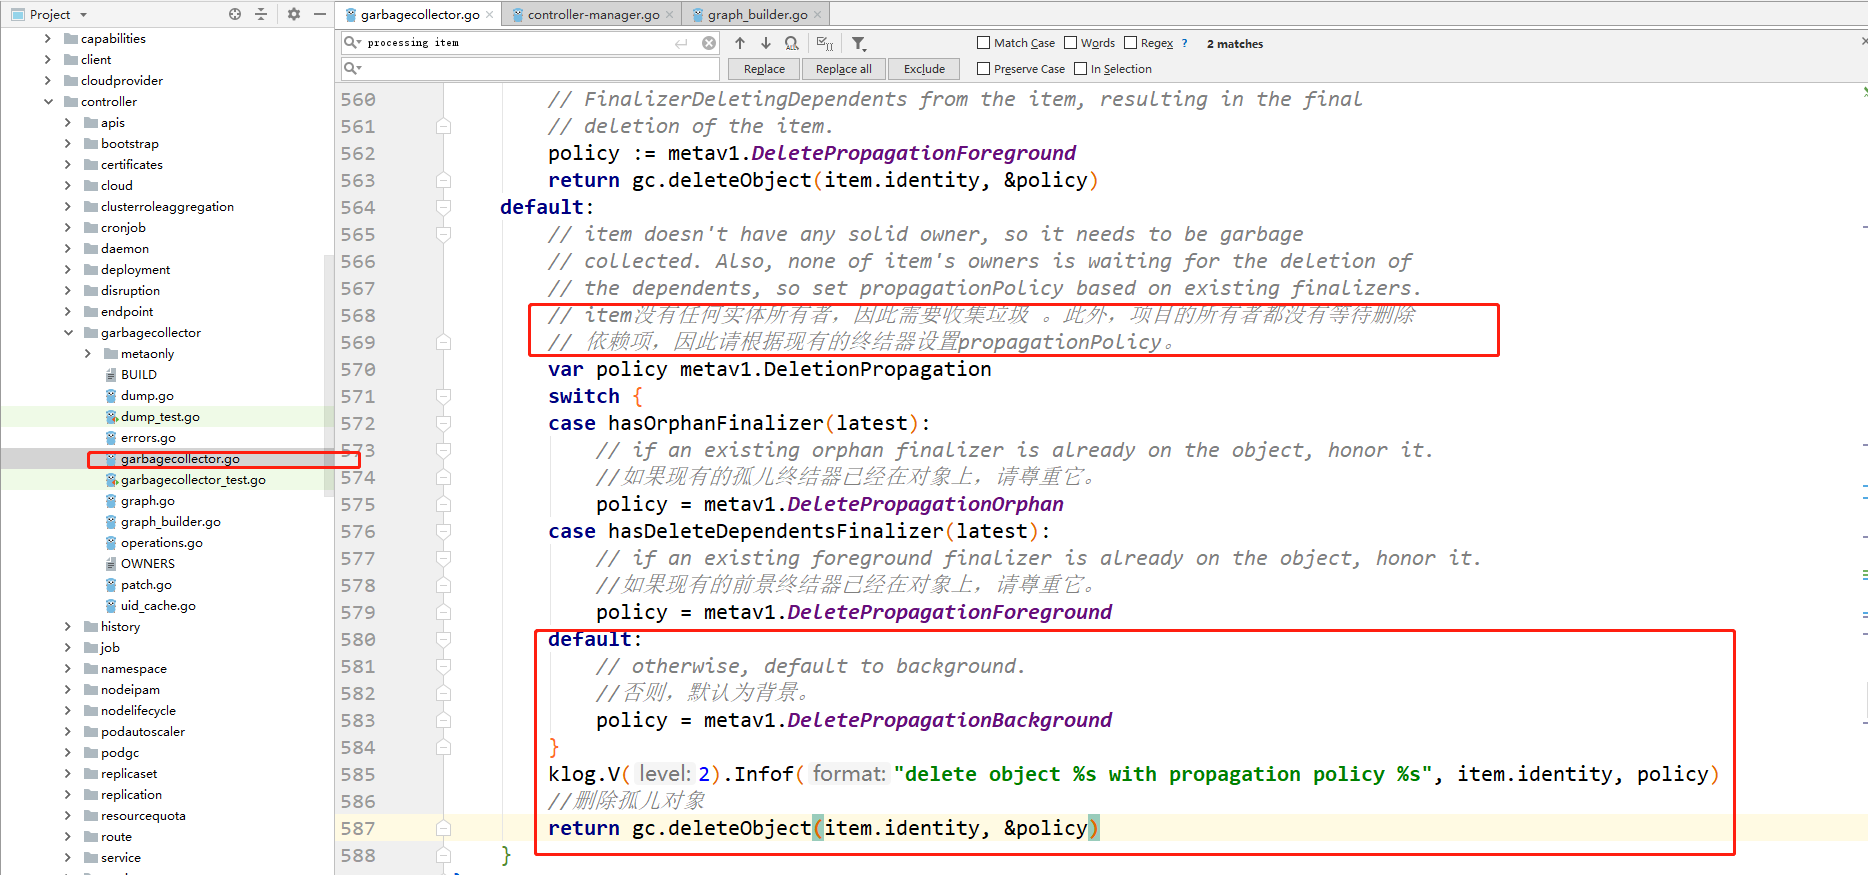 Project
garbagecollector.go
controller-manager.go
graph_builder.go
capabilities
client
cloudprovider
controller
apis
bootstrap
certificates
cloud
clusterroleaggregation
cronjob
daemon
deployment
disruption
endpoint
garbagecollector
metaonly
BUILD
dump.go
dump_test.go
errors.go
garbagecollector.go
garbagecollector_test.go
graph.go
graph_builder.go
operations.go
OWNERS
patch.go
uid_cache.go
history
job
namespace
nodeipam
nodelifecycle
podautoscaler
podgc
replicaset
replication
resourcequota
route
service
processing item
Match Case Words Regex ? 2 matches
Replace Replace all Exclude Preserve Case In Selection
560 // FinalizerDeletingDependents from the item, resulting in the final
561 // deletion of the item.
562 policy := metav1.DeletePropagationForeground
563 return gc.deleteObject(item.identity, &policy)
564 default:
565 // item doesn't have any solid owner, so it needs to be garbage
566 // collected. Also, none of item's owners is waiting for the deletion of
567 // the dependents, so set propagationPolicy based on existing finalizers.
568 // item没有任何实体所有者，因此需要收集垃圾 。此外，项目的所有者都没有等待删除
569 // 依赖项，因此请根据现有的终结器设置propagationPolicy。
570 var policy metav1.DeletionPropagation
571 switch {
572 case hasOrphanFinalizer(latest):
573 // if an existing orphan finalizer is already on the object, honor it.
574 //如果现有的孤儿终结器已经在对象上，请尊重它。
575 policy = metav1.DeletePropagationOrphan
576 case hasDeleteDependentsFinalizer(latest):
577 // if an existing foreground finalizer is already on the object, honor it.
578 //如果现有的前景终结器已经在对象上，请尊重它。
579 policy = metav1.DeletePropagationForeground
580 default:
581 // otherwise, default to background.
582 //否则，默认为背景。
583 policy = metav1.DeletePropagationBackground
584 }
585 klog.V( level: 2).Infof( format: "delete object %s with propagation policy %s", item.identity, policy)
586 //删除孤儿对象
587 return gc.deleteObject(item.identity, &policy)
588 }